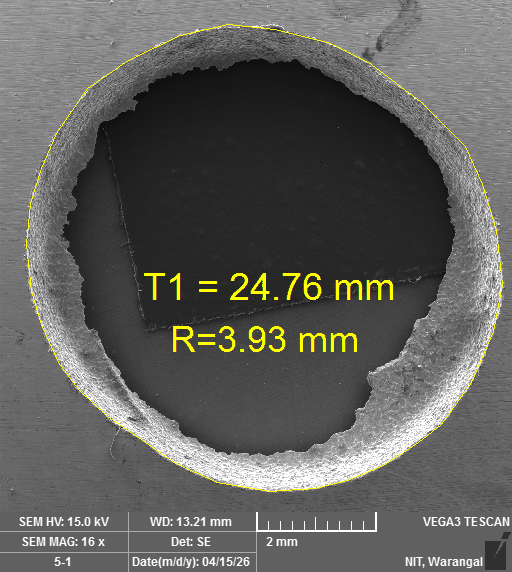 T1 = 24.76 mm
R=3.93 mm
SEM HV: 15.0 kV WD: 13.21 mm VEGA3 TESCAN
SEM MAG: 16 x Det: SE 2 mm
5-1 Date(m/d/y): 04/15/26 NIT, Warangal